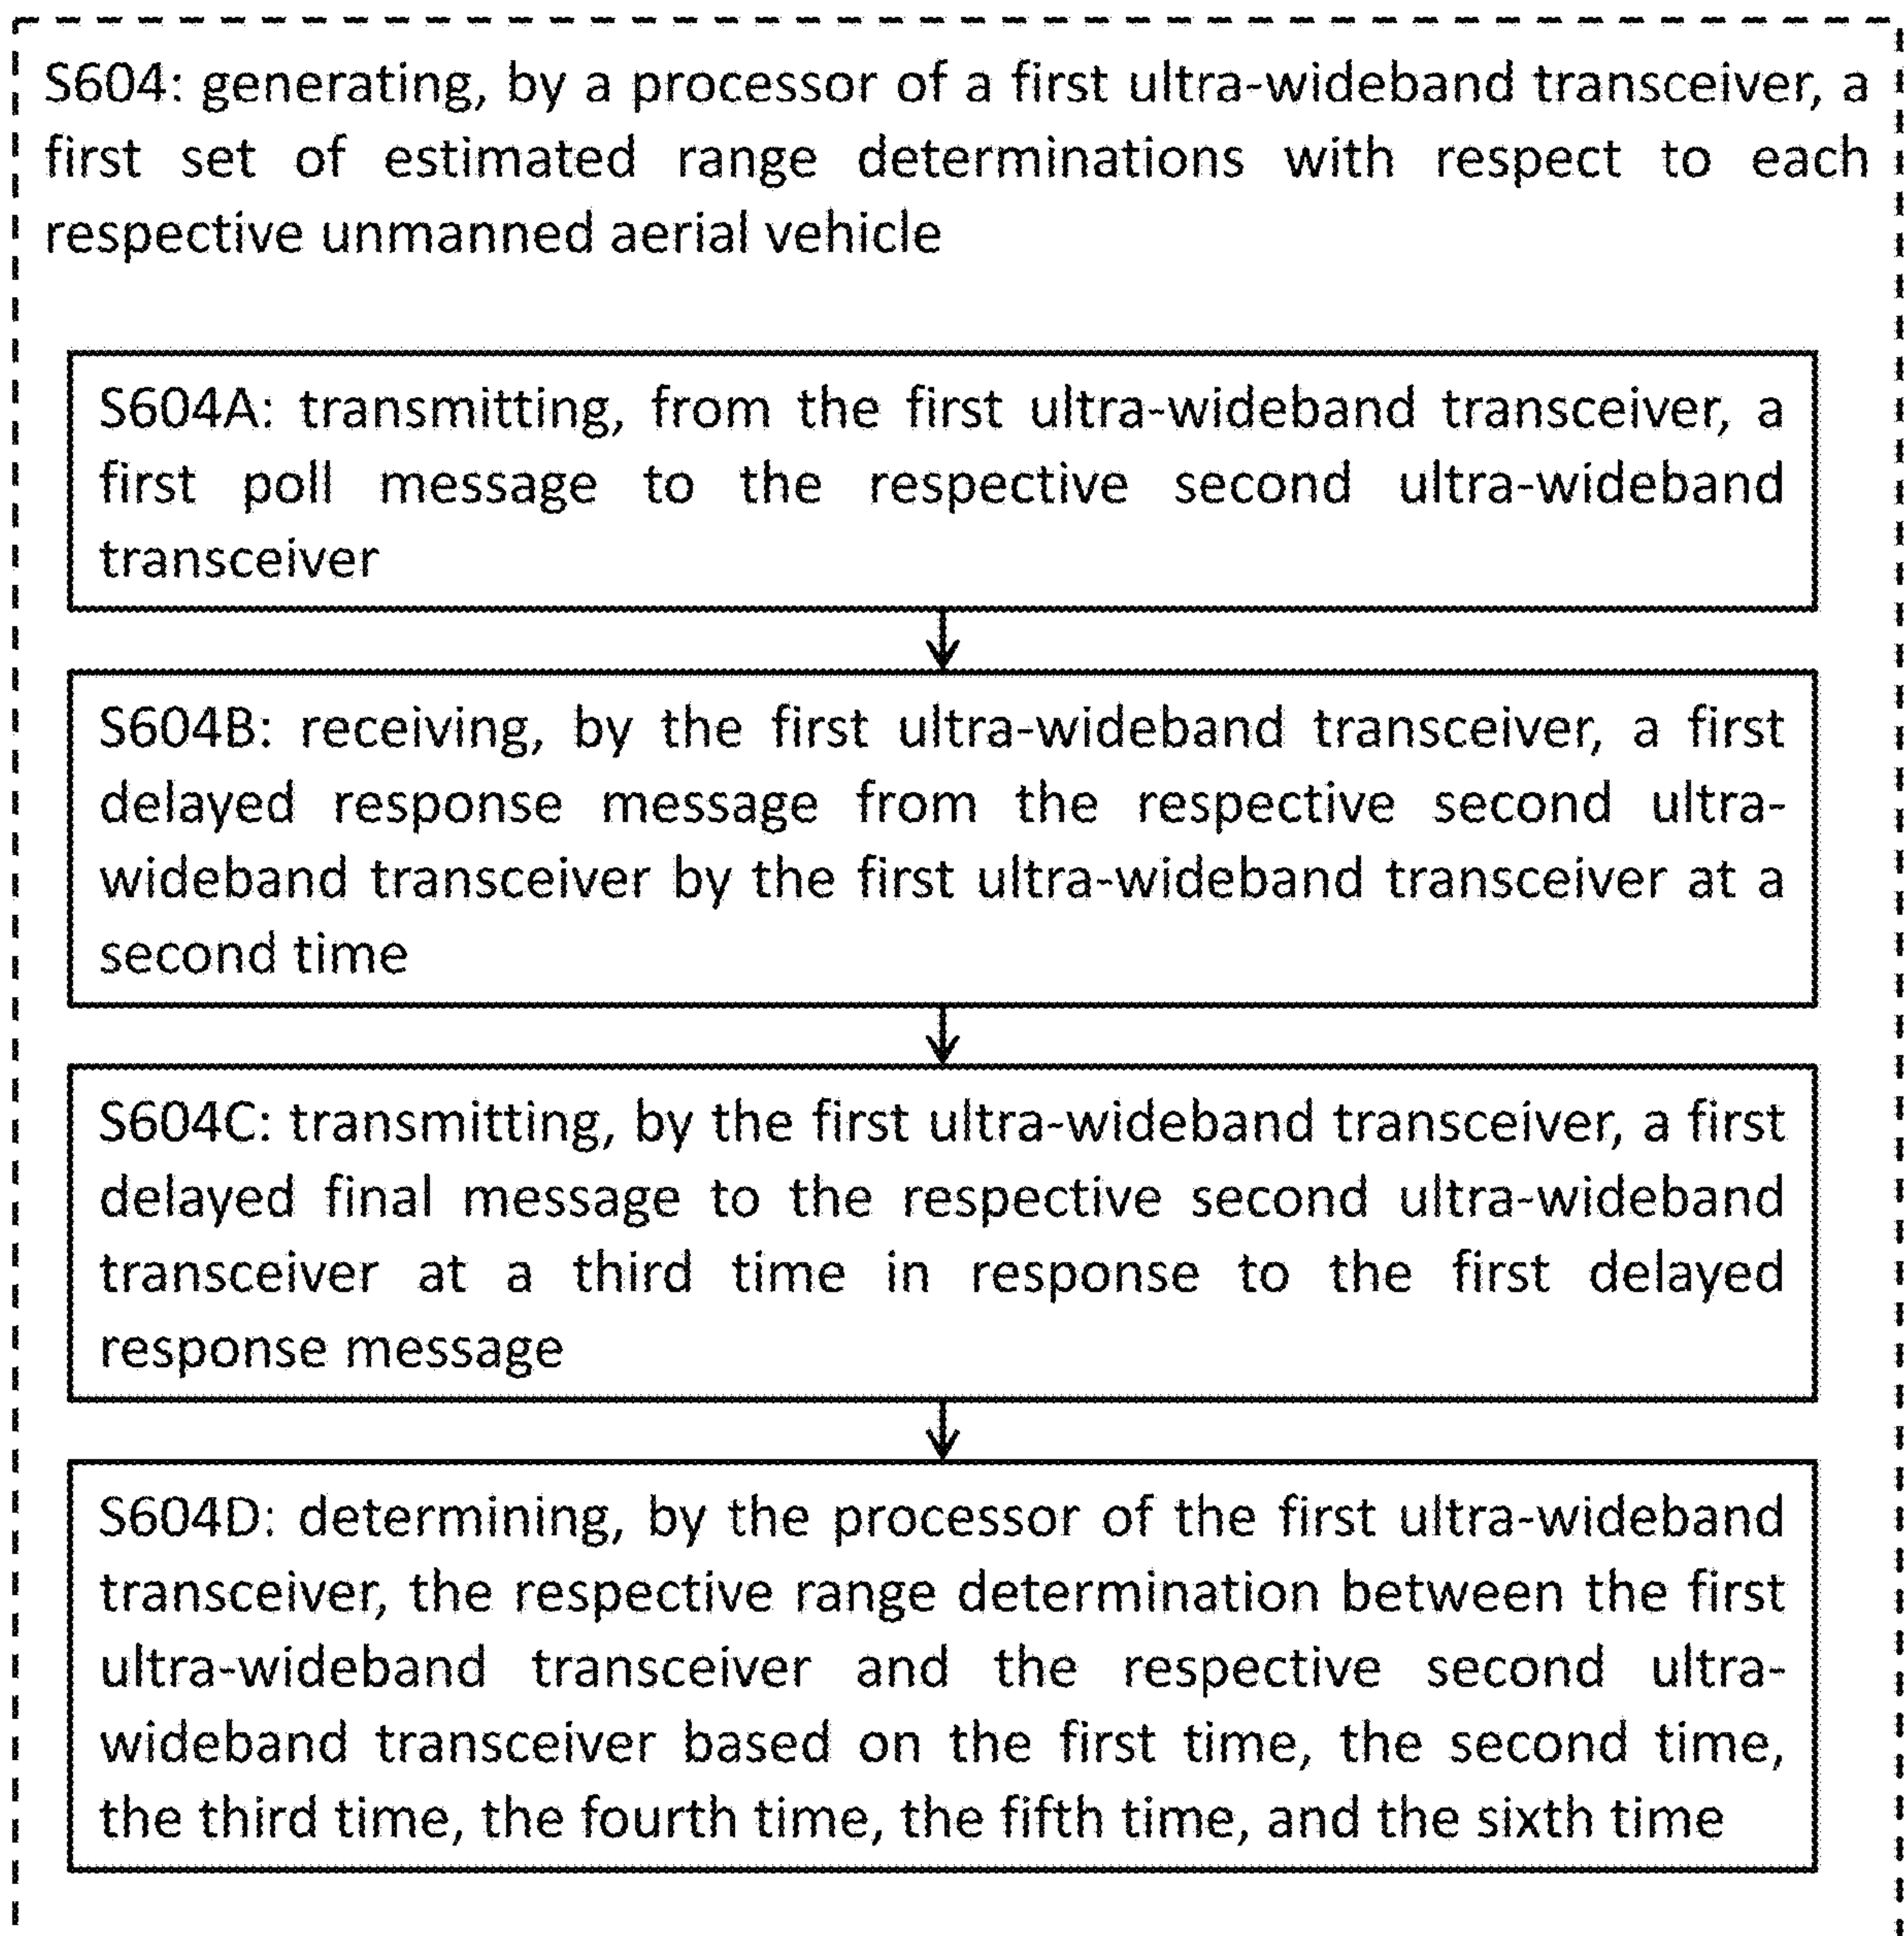 S604: generating, by a processor of a first ultra-wideband transceiver, a
first set of estimated range determinations with respect to each
respective unmanned aerial vehicle
S604A: transmitting, from the first ultra-wideband transceiver, a
first poll message to the respective second ultra-wideband
transceiver
S604B: receiving, by the first ultra-wideband transceiver, a first
delayed response message from the respective second ultra-
wideband transceiver by the first ultra-wideband transceiver at a
second time
S604C: transmitting, by the first ultra-wideband transceiver, a first
delayed final message to the respective second ultra-wideband
transceiver at a third time in response to the first delayed
response message
S604D: determining, by the processor of the first ultra-wideband
transceiver, the respective range determination between the first
ultra-wideband transceiver and the respective second ultra-
wideband transceiver based on the first time, the second time,
the third time, the fourth time, the fifth time, and the sixth time